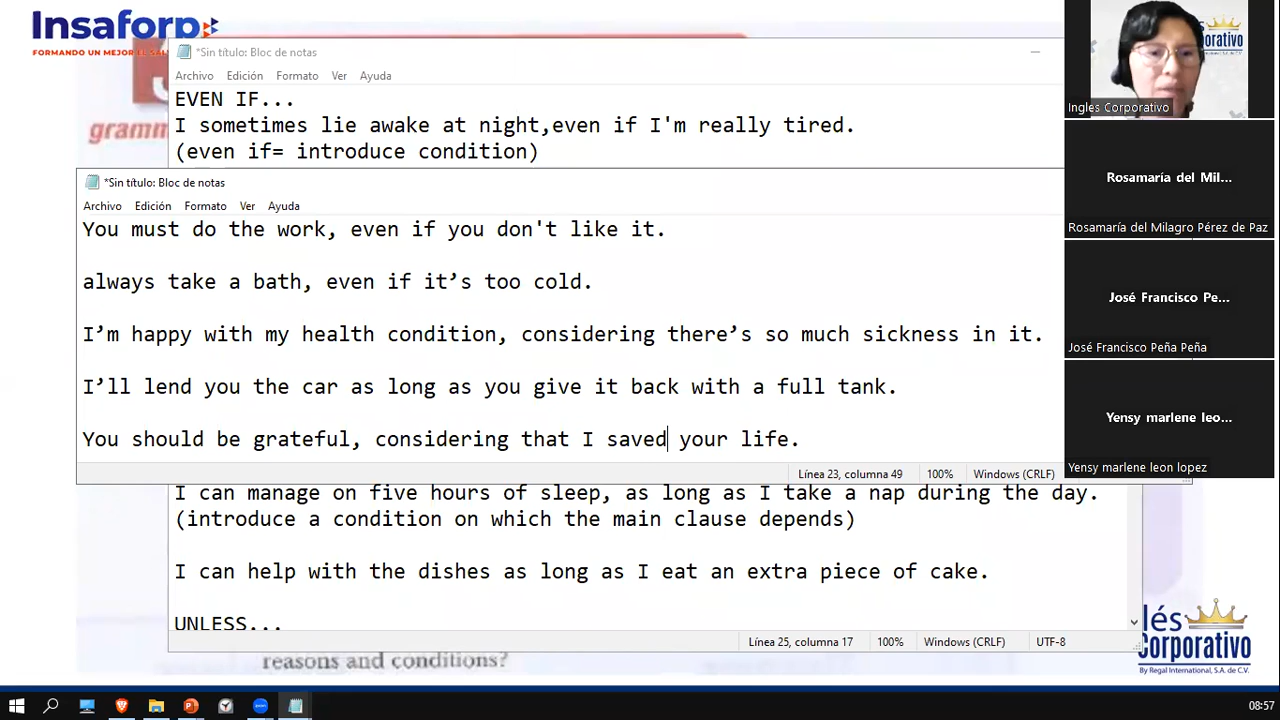 Insaforp
FORMANDO UN MEJOR EL SAL
gramm
*Sin título: Bloc de notas
Archivo Edición Formato Ver Ayuda
EVEN IF...
I sometimes lie awake at night,even if I'm really tired.
(even if= introduce condition)
*Sin título: Bloc de notas
Archivo Edición Formato Ver Ayuda
You must do the work, even if you don't like it.
always take a bath, even if it’s too cold.
I’m happy with my health condition, considering there’s so much sickness in it.
I’ll lend you the car as long as you give it back with a full tank.
You should be grateful, considering that I saved your life.
Línea 23, columna 49 100% Windows (CRLF)
I can manage on five hours of sleep, as long as I take a nap during the day.
(introduce a condition on which the main clause depends)
I can help with the dishes as long as I eat an extra piece of cake.
UNLESS...
Línea 25, columna 17 100% Windows (CRLF) UTF-8
reasons and conditions?
lés
Corporativo
By Regal International, S.A. de C.V.
és
orativo
Ingles Corporativo
Rosamaría del Mil...
Rosamaría del Milagro Pérez de Paz
José Francisco Pe...
José Francisco Peña Peña
Yensy marlene leo...
Yensy marlene leon lopez
08:57